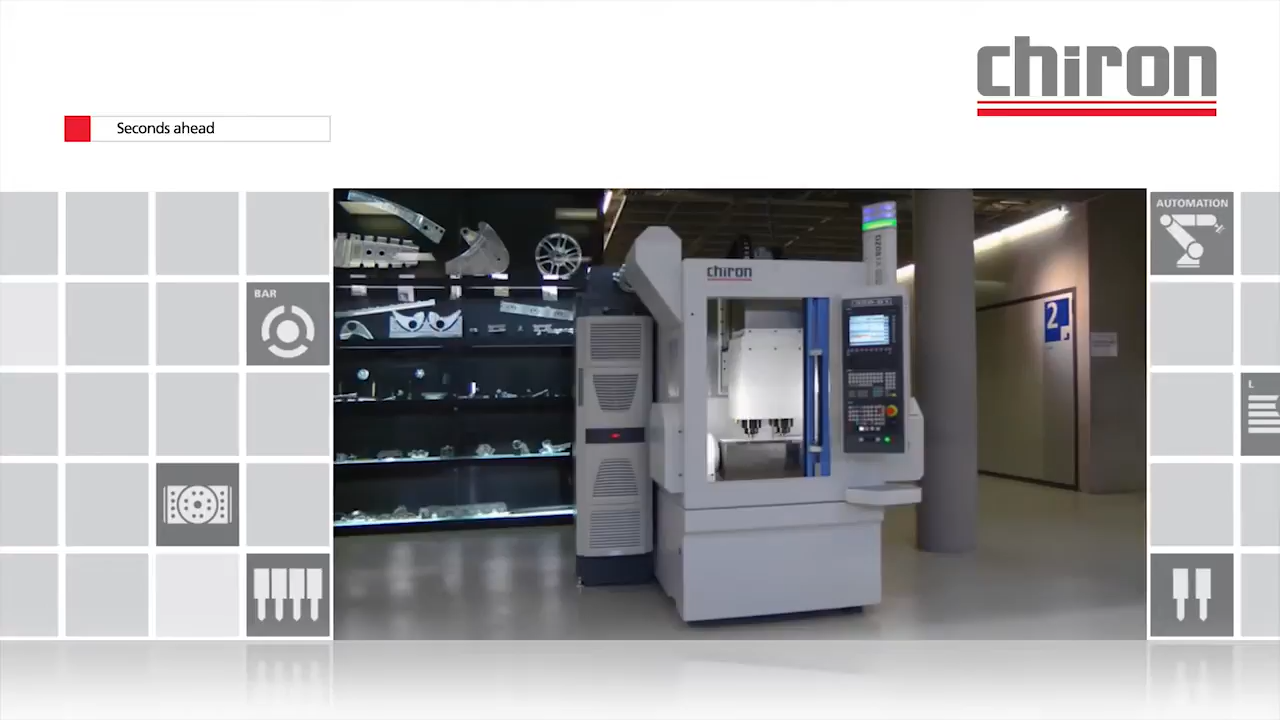 chiron
Seconds ahead
AUTOMATION
BAR
chiron
2
L